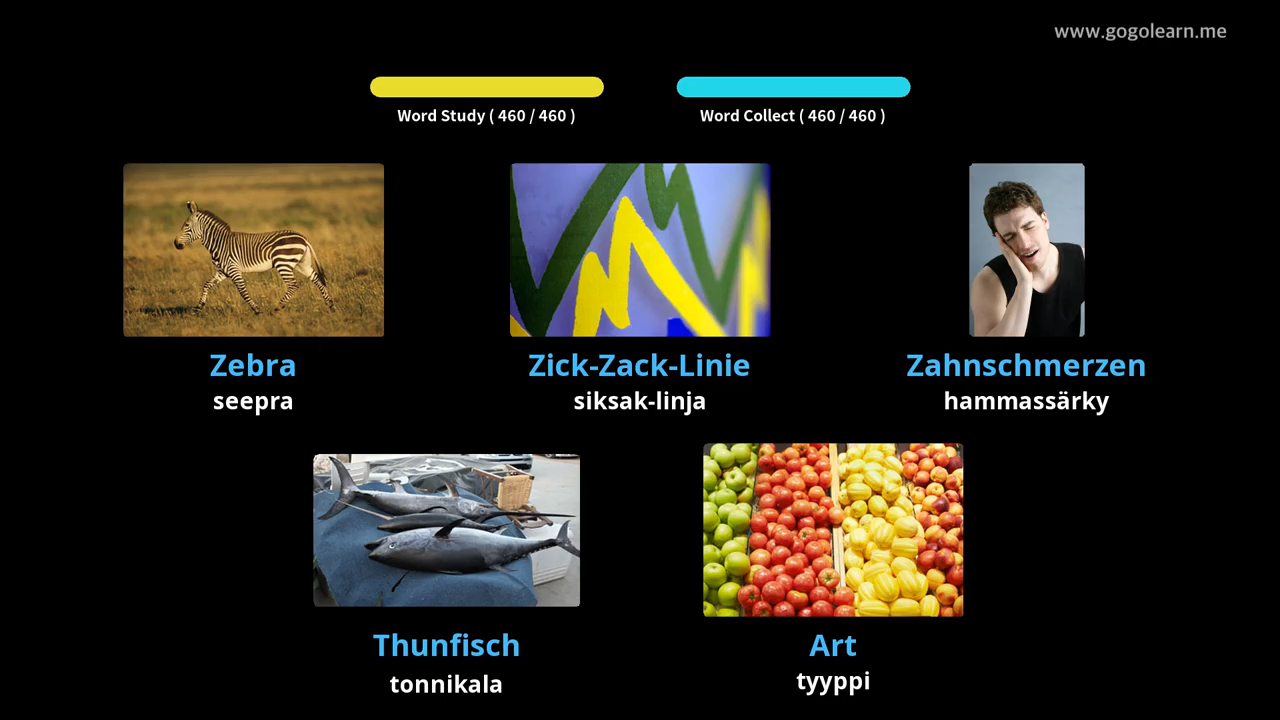 www.gogolearn.me
Word Study ( 460 / 460 )
Word Collect ( 460 / 460 )
Zebra
seepra
Zick-Zack-Linie
siksak-linja
Zahnschmerzen
hammassärky
Thunfisch
tonnikala
Art
tyyppi